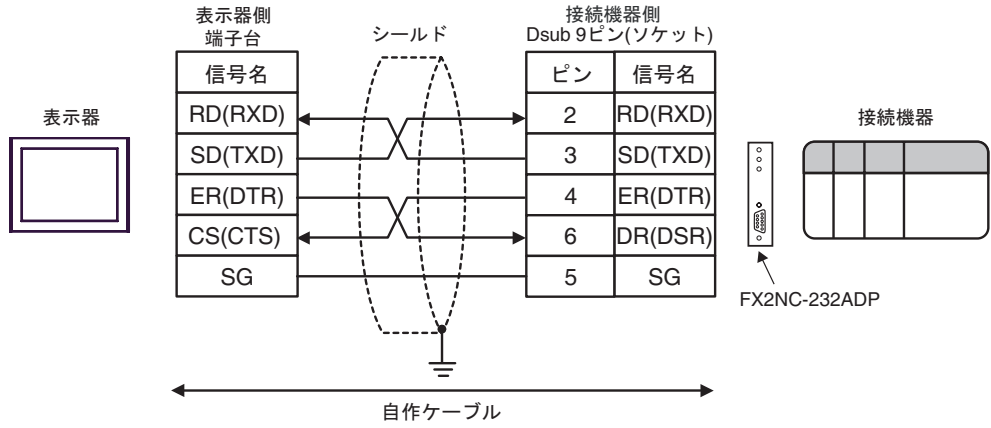 表示器側
端子台
シールド
接続機器側
Dsub 9ピン(ソケット)
信号名
ピン 信号名
表示器
接続機器
RD(RXD)
2 RD(RXD)
SD(TXD)
3 SD(TXD)
ER(DTR)
4 ER(DTR)
CS(CTS)
6 DR(DSR)
SG
5 SG
FX2NC-232ADP
自作ケーブル